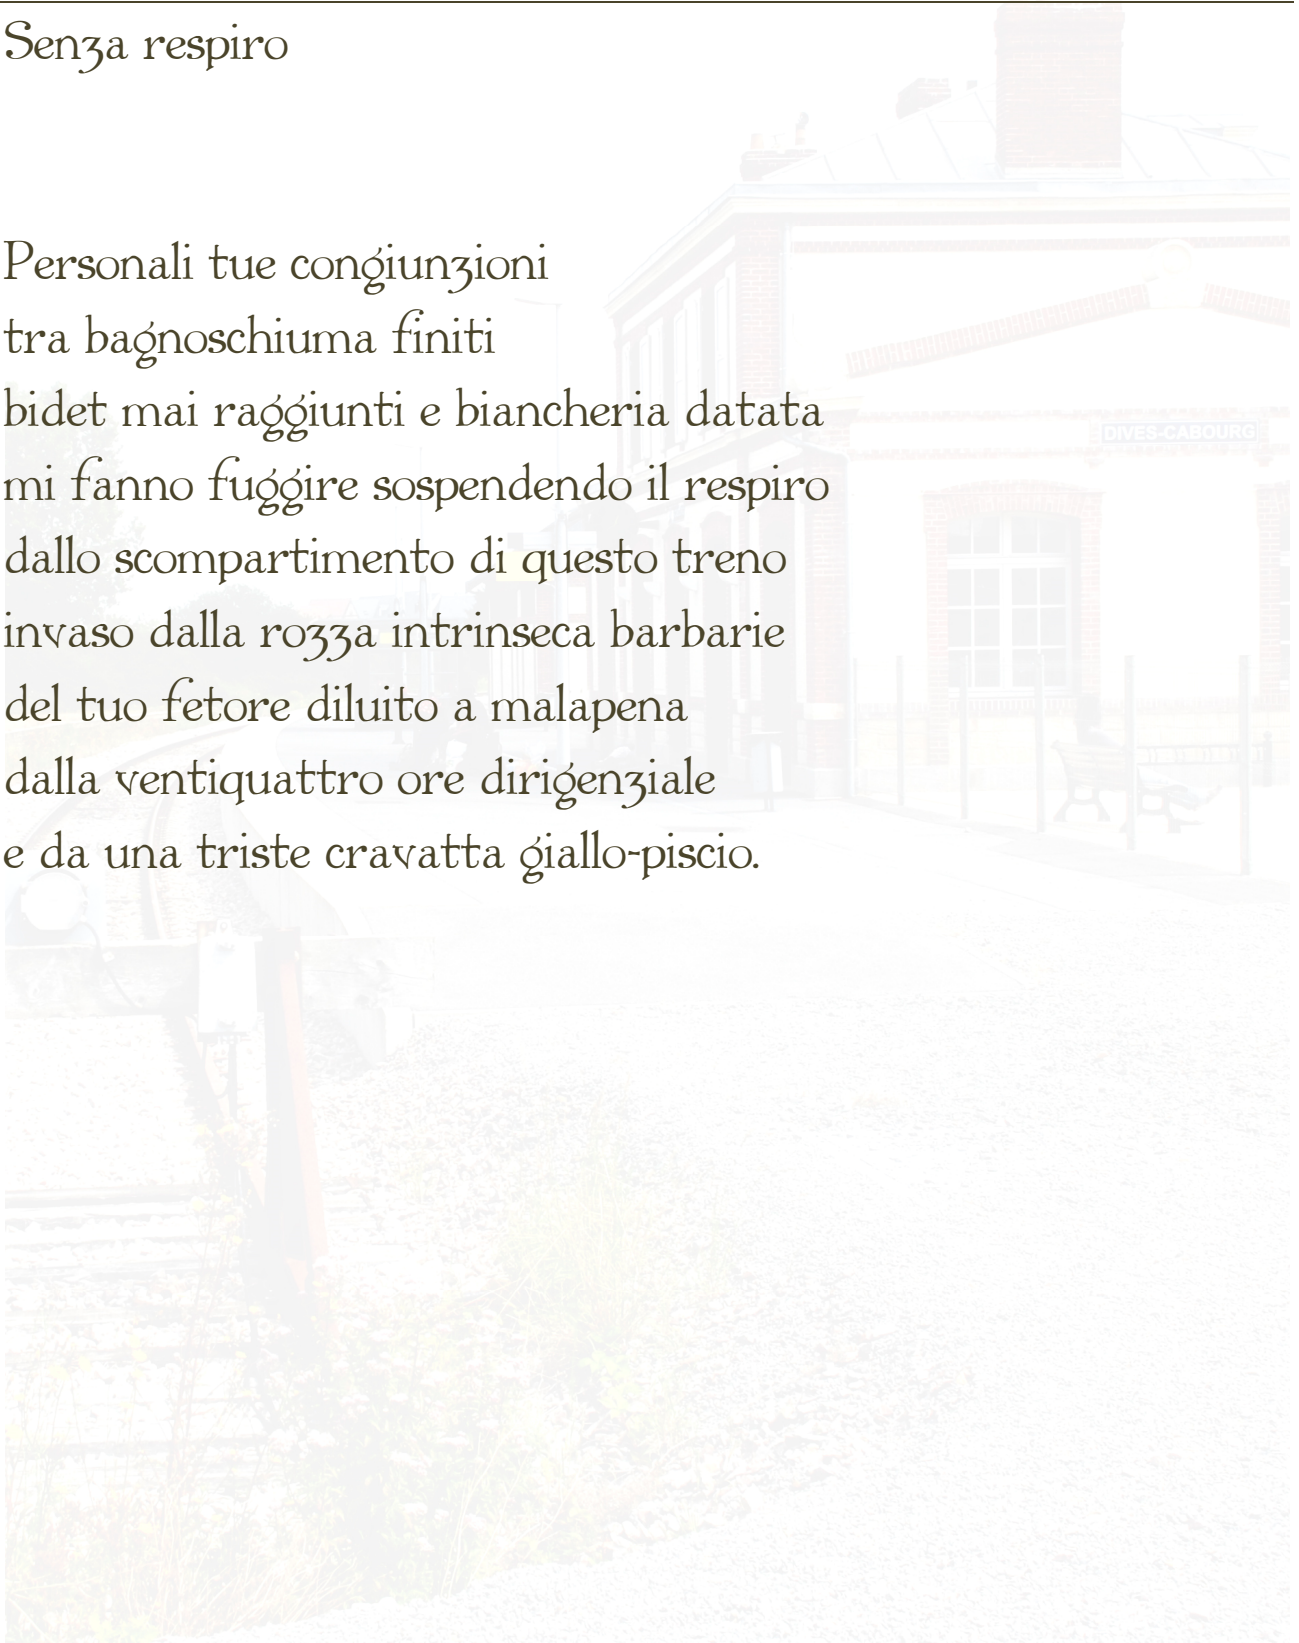 Senza respiro
Personali tue congiunzioni
tra bagnoschiuma finiti
bidet mai raggiunti e biancheria datata
mi fanno fuggire sospendendo il respiro
dallo scompartimento di questo treno
invaso dalla rozza intrinseca barbarie
del tuo fetore diluito a malapena
dalla ventiquattro ore dirigenziale
e da una triste cravatta giallo-piscio.
DIVES-CABOURG